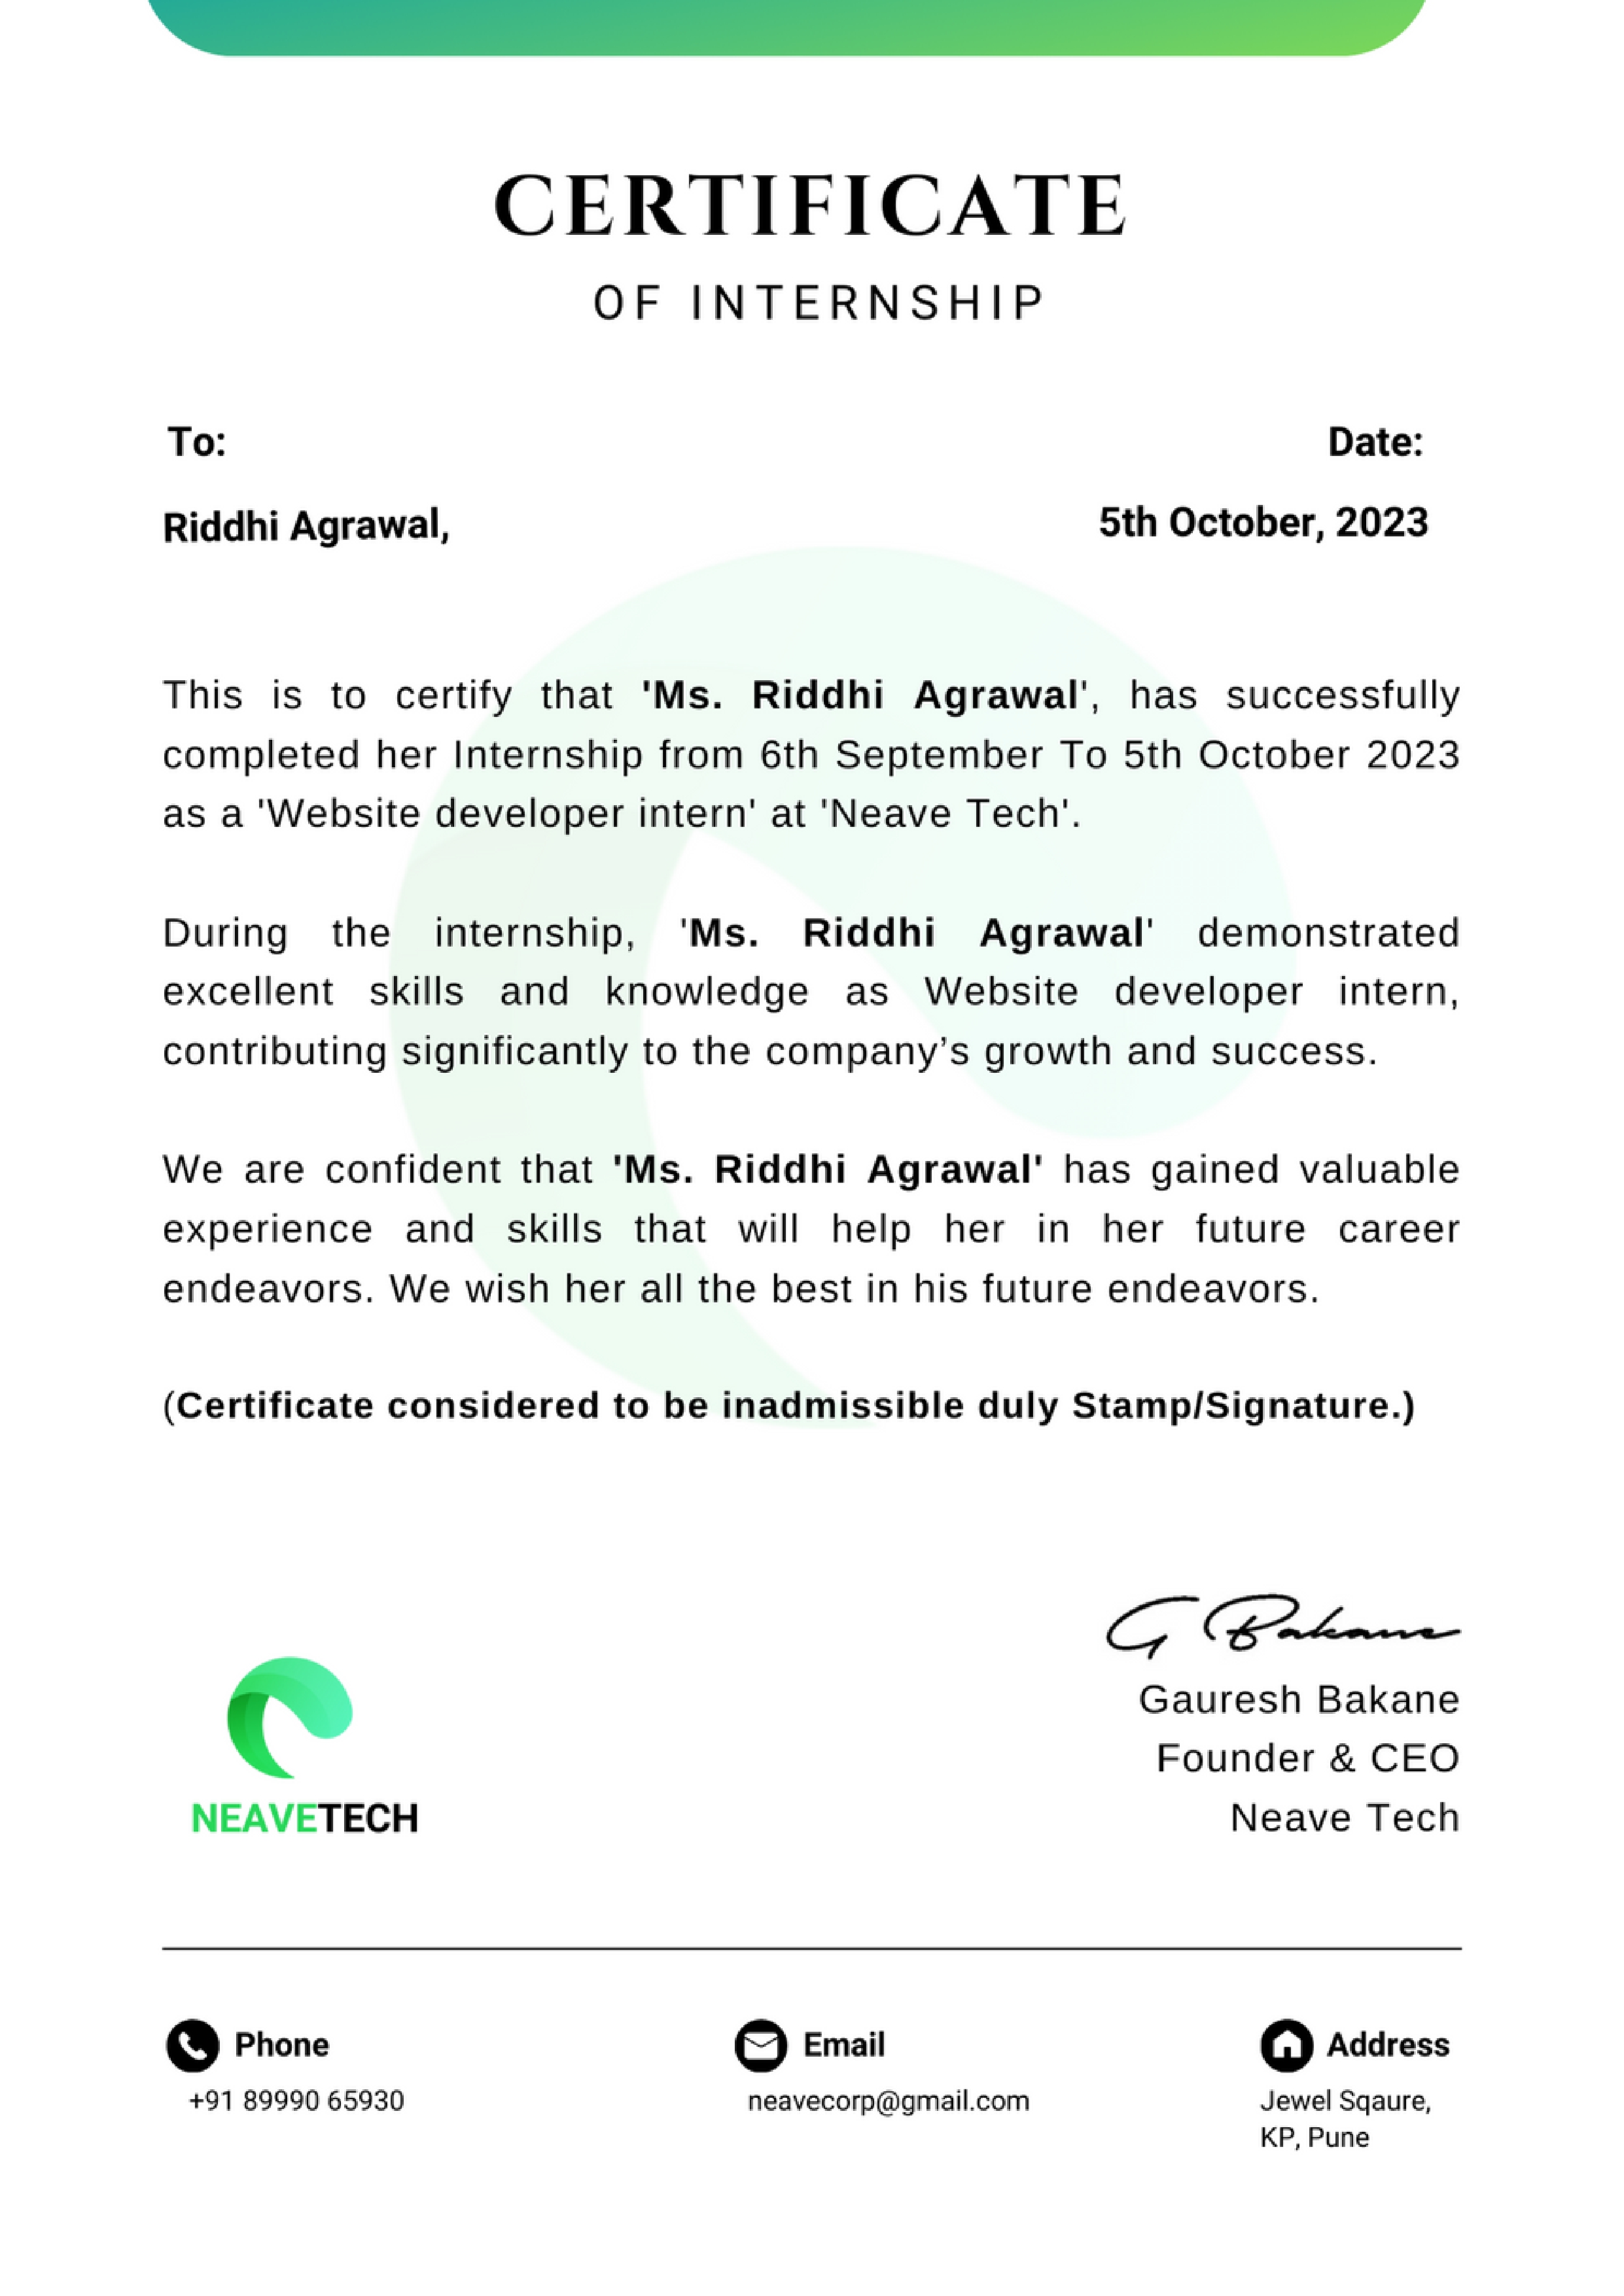 CERTIFICATE
OF INTERNSHIP
To:
Date:
Riddhi Agrawal,
5th October, 2023
This is to certify that 'Ms. Riddhi Agrawal', has successfully
completed her Internship from 6th September To 5th October 2023
as a 'Website developer intern' at 'Neave Tech'.
During the internship, 'Ms. Riddhi Agrawal' demonstrated
excellent skills and knowledge as Website developer intern,
contributing significantly to the company’s growth and success.
We are confident that 'Ms. Riddhi Agrawal' has gained valuable
experience and skills that will help her in her future career
endeavors. We wish her all the best in his future endeavors.
(Certificate considered to be inadmissible duly Stamp/Signature.)
G Bakane
Gauresh Bakane
Founder & CEO
Neave Tech
NEAVETECH
Phone
+91 89990 65930
Email
neavecorp@gmail.com
Address
Jewel Sqaure,
KP, Pune